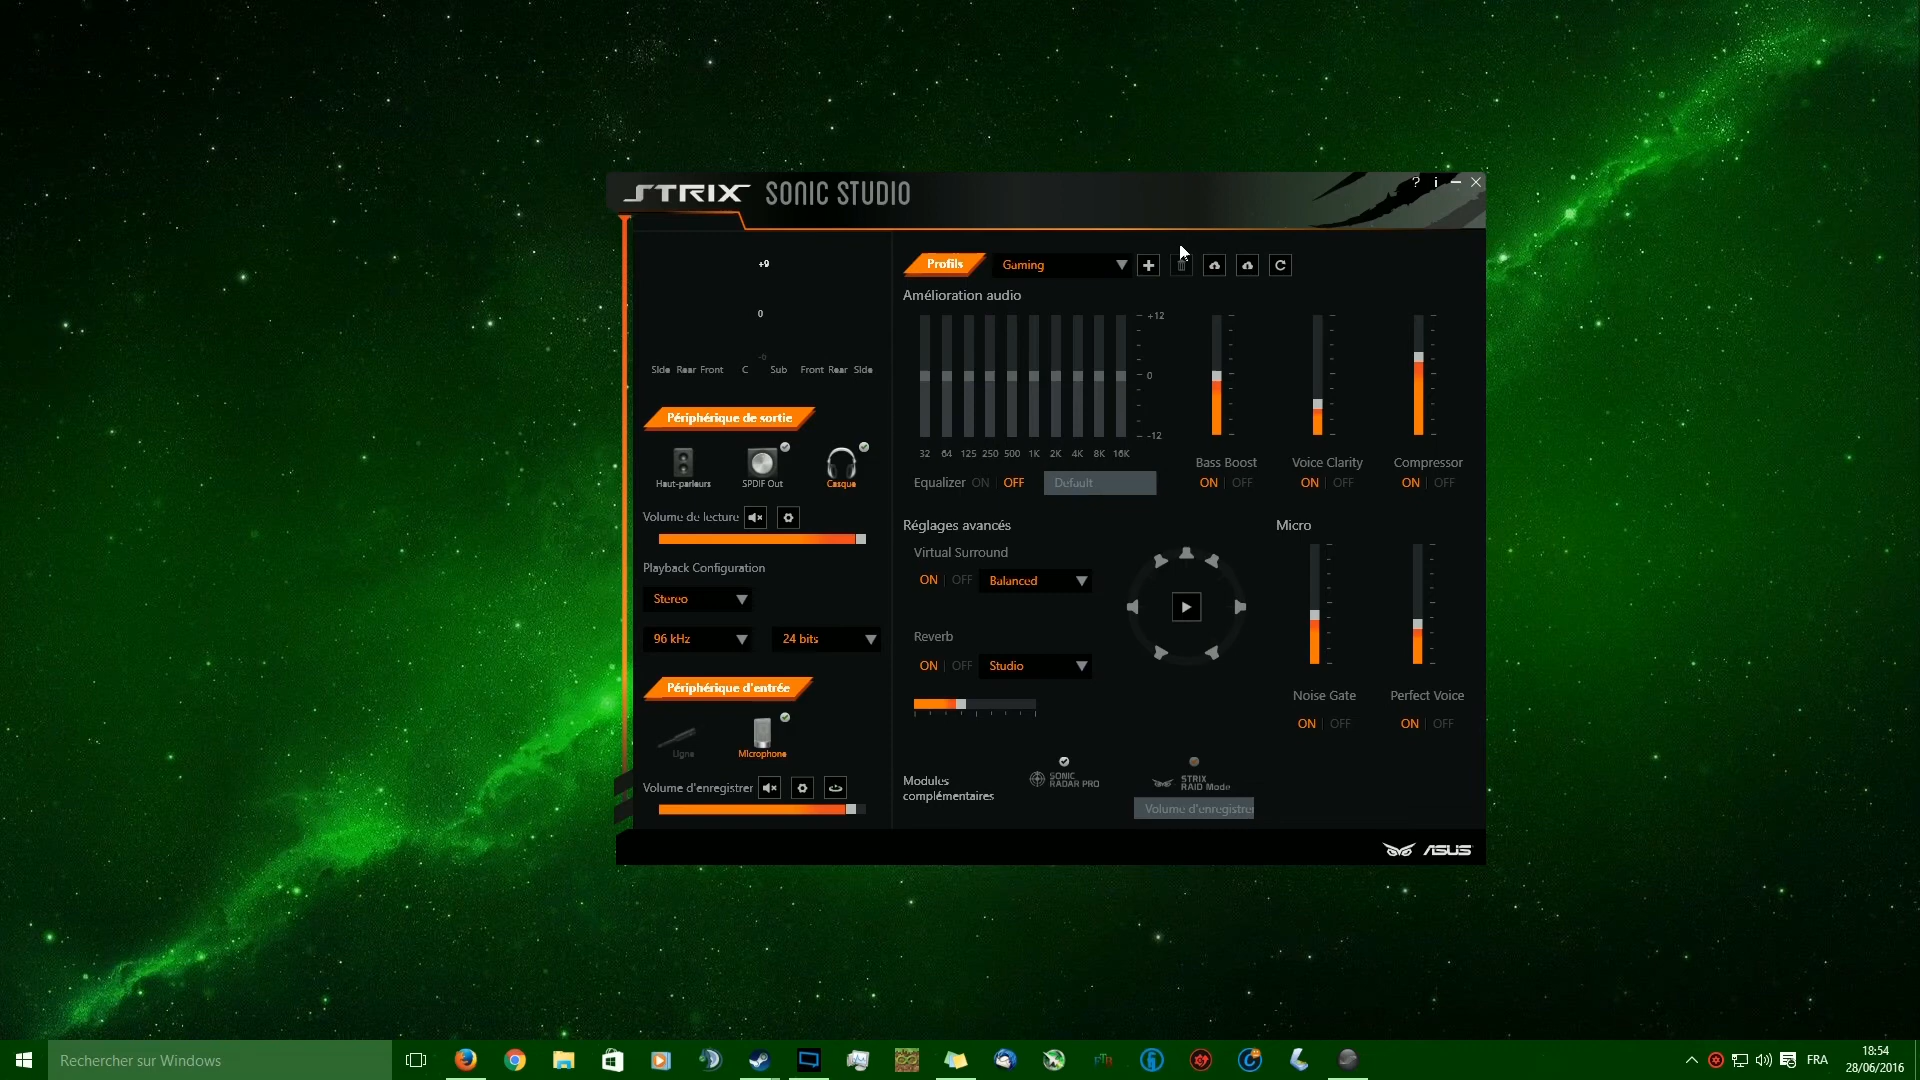 STRIX SONIC STUDIO
? i
+9
0
-6
Side Rear Front C Sub Front Rear Side
Périphérique de sortie
Haut-parleurs SPDIF Out Casque
Volume de lecture
Playback Configuration
Stereo
96 kHz 24 bits
Périphérique d'entrée
Ligne Microphone
Volume d'enregistrer
Profils Gaming
Amélioration audio
+12
0
-12
32 64 125 250 500 1K 2K 4K 8K 16K
Equalizer ON | OFF Default
Bass Boost Voice Clarity Compressor
ON | OFF ON | OFF ON | OFF
Réglages avancés
Virtual Surround
ON | OFF Balanced
Reverb
ON | OFF Studio
Micro
Noise Gate Perfect Voice
ON | OFF ON | OFF
Modules
complémentaires
SONIC
RADAR PRO
STRIX
RAID Mode
Volume d'enregistrer
ASUS
Rechercher sur Windows
FTB
FRA
18:54
28/06/2016